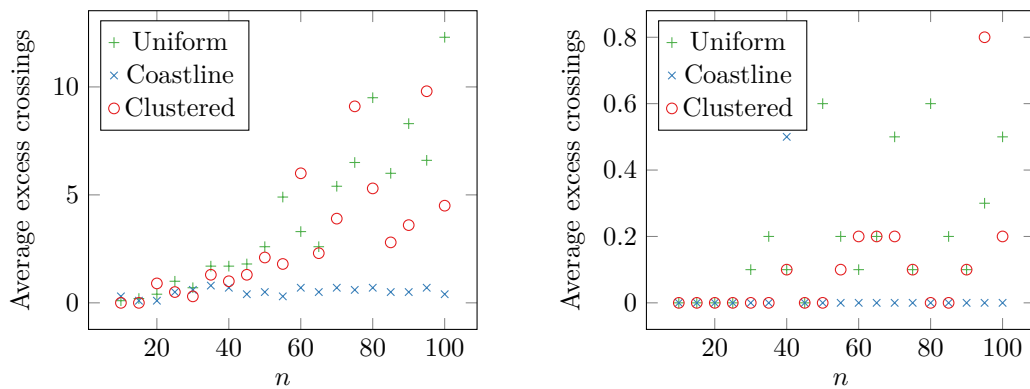 Average excess crossings
10
5
0
Uniform
Coastline
Clustered
20 40 60 80 100
n
Average excess crossings
0.8
0.6
0.4
0.2
0
Uniform
Coastline
Clustered
20 40 60 80 100
n